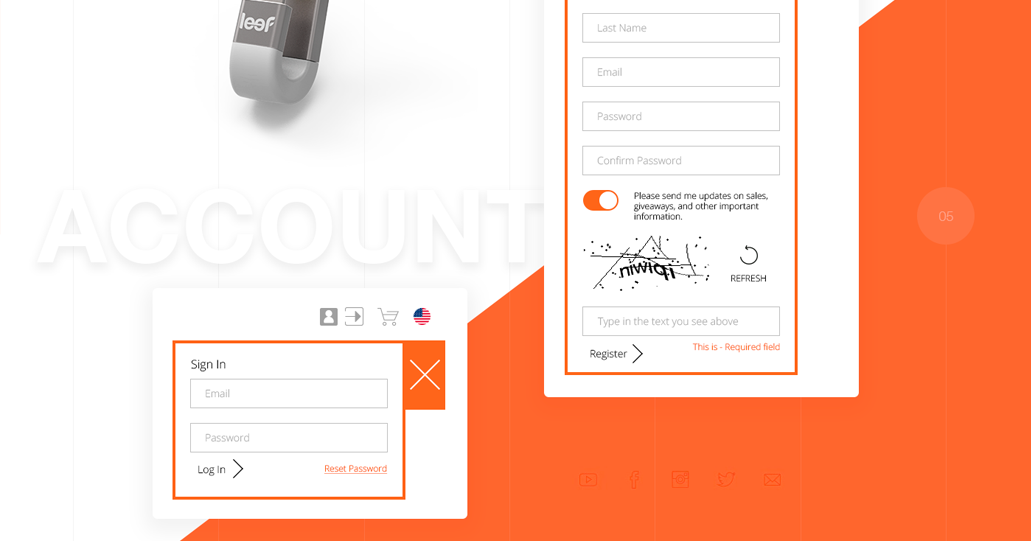 leef
ACCOUNT
Sign In
Email
Password
Log In
Reset Password
Last Name
Email
Password
Confirm Password
Please send me updates on sales,
giveaways, and other important
information.
REFRESH
Type in the text you see above
This is - Required field
Register
06